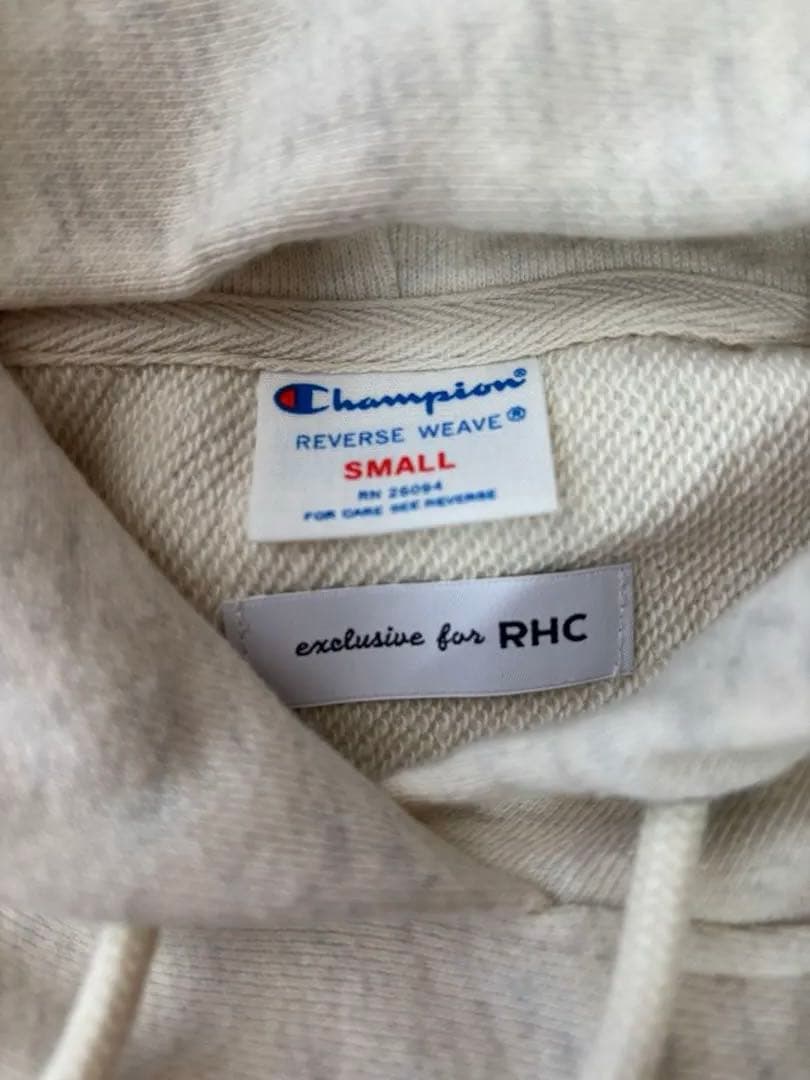 Champion®
REVERSE WEAVE®
SMALL
RN 26094
FOR CARE SEE REVERSE
exclusive for RHC